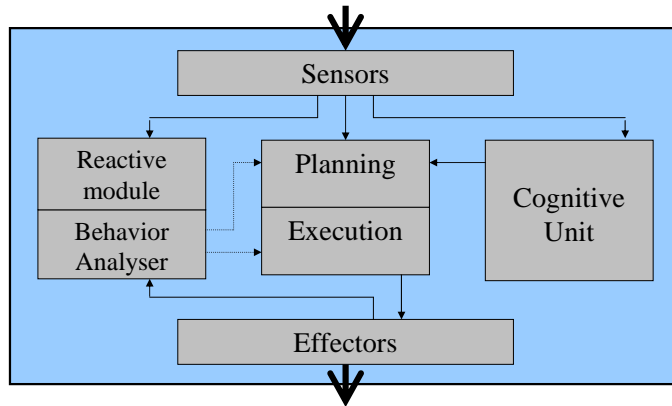 Sensors
Reactive
module
Behavior
Analyser
Planning
Execution
Cognitive
Unit
Effectors